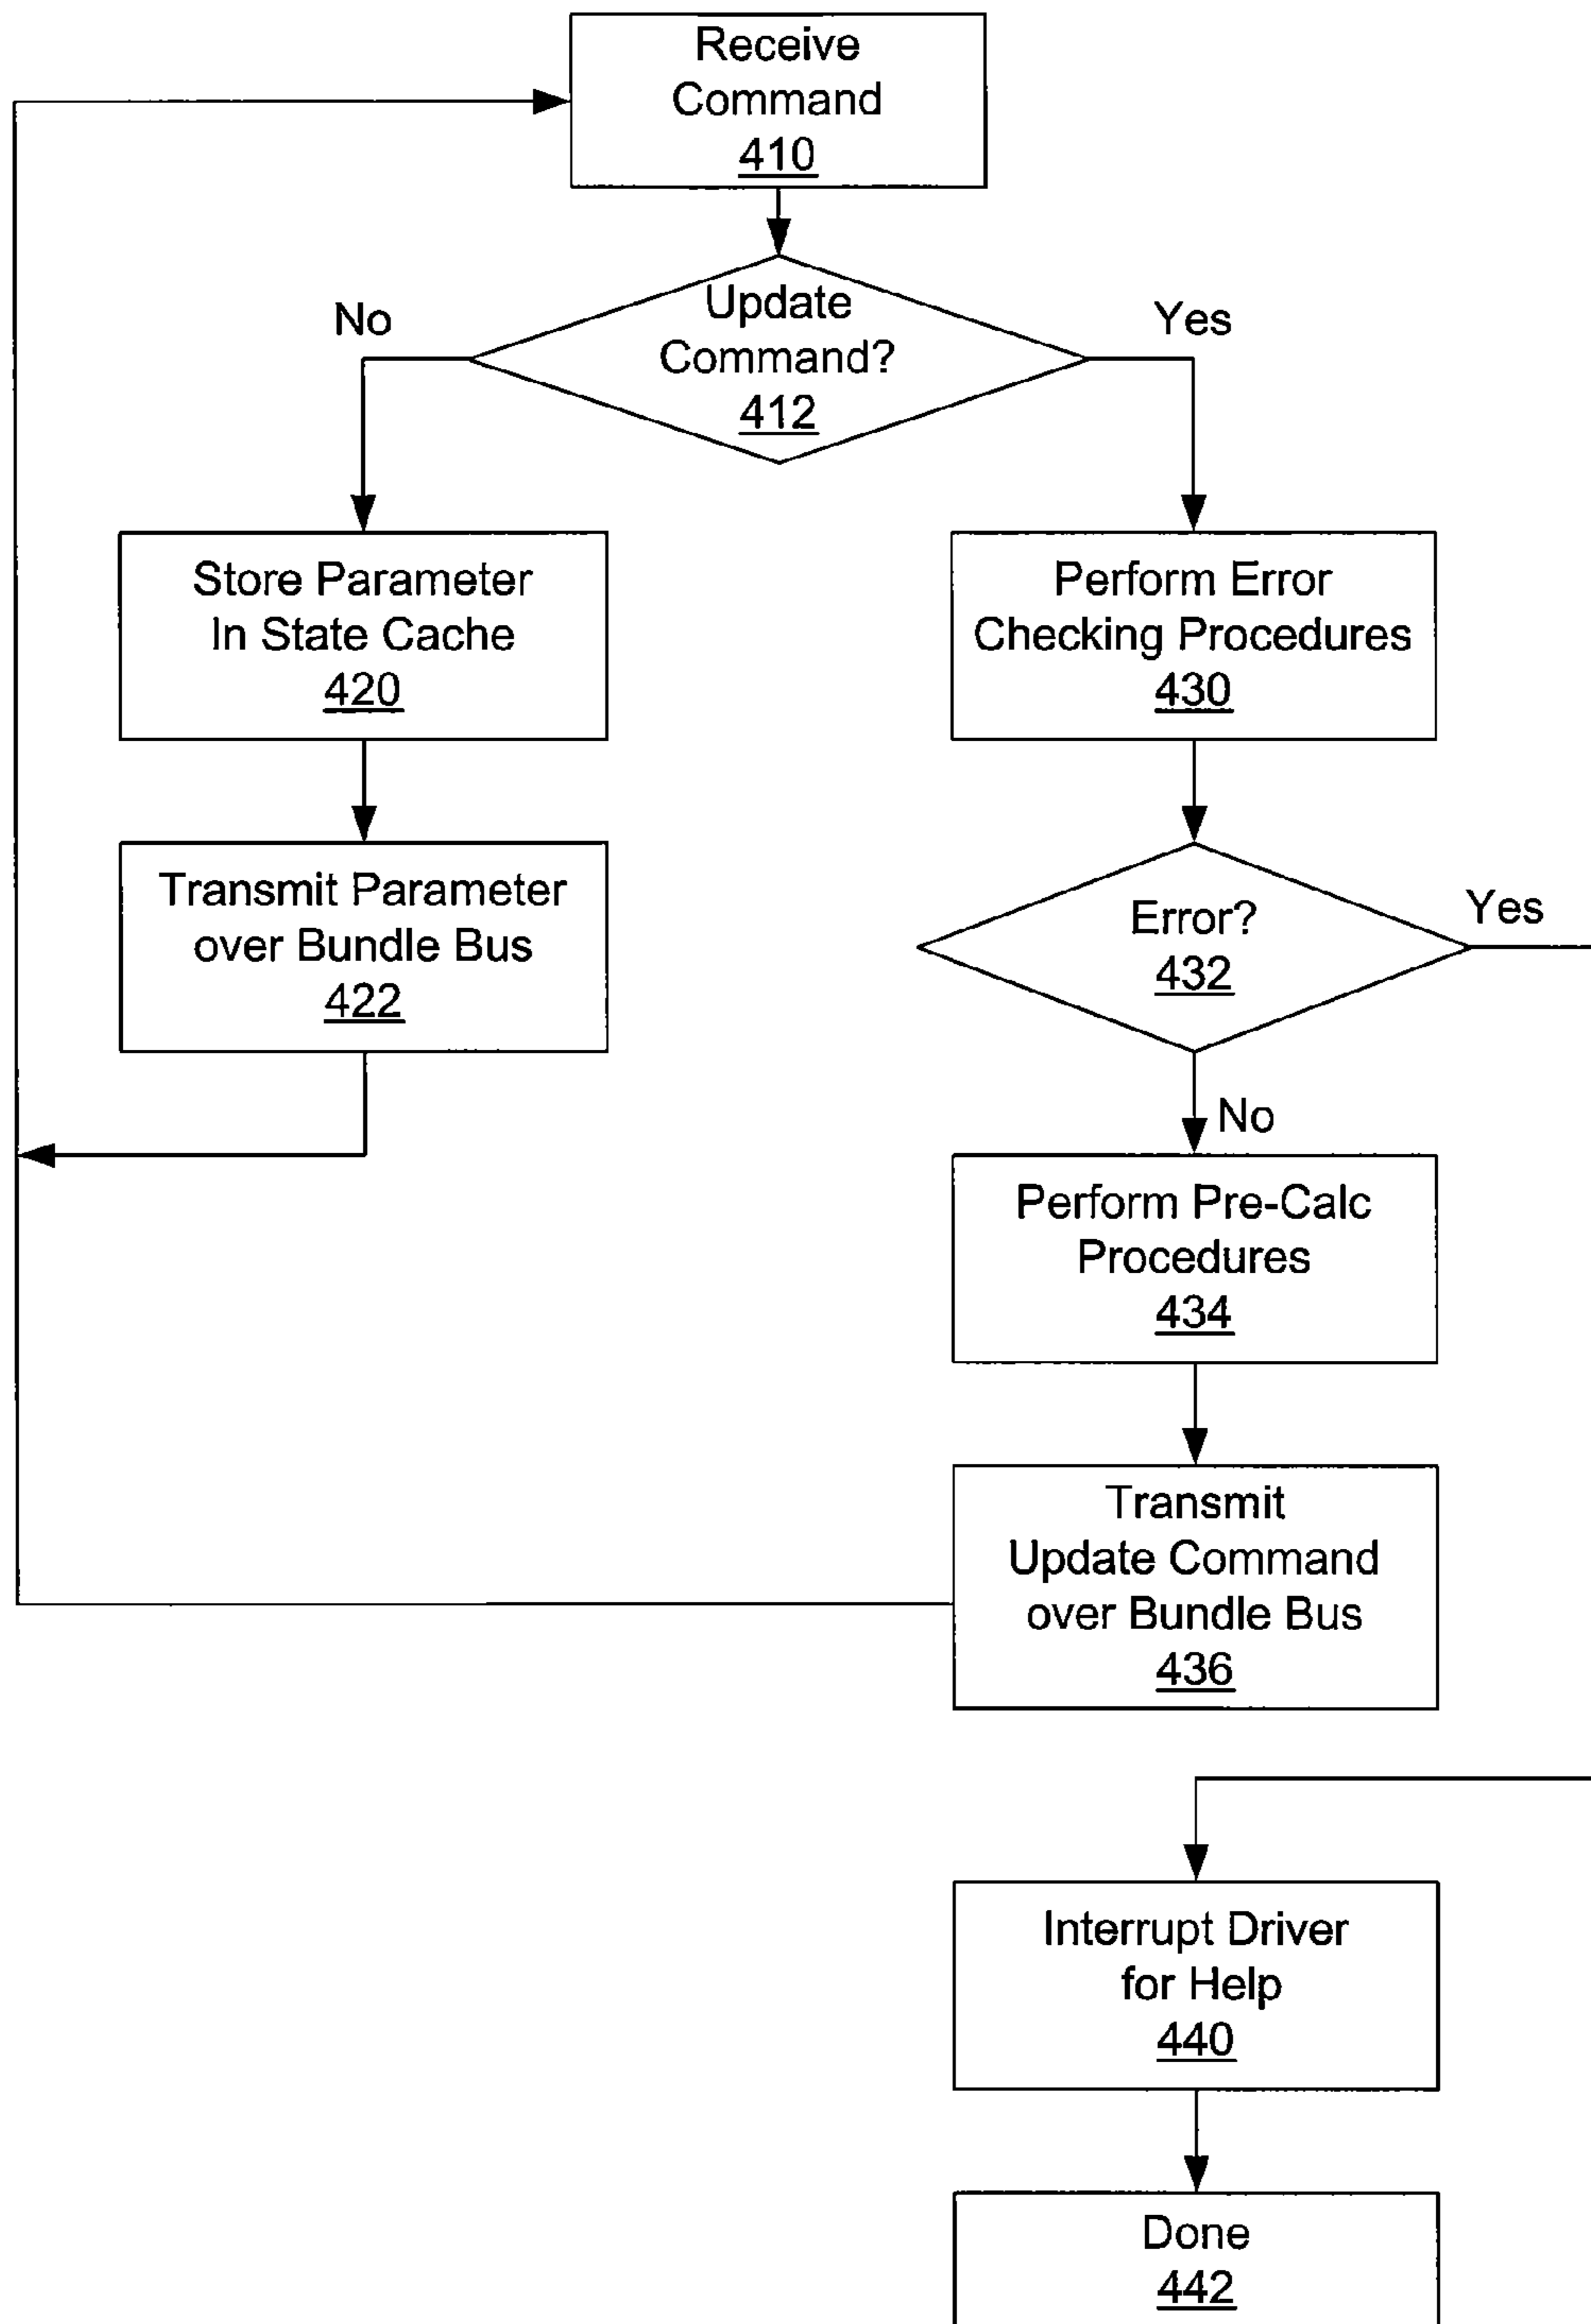 Receive
Command
410
No
Update
Command?
412
Yes
Store Parameter
In State Cache
420
Perform Error
Checking Procedures
430
Transmit Parameter
over Bundle Bus
422
Error?
432
Yes
No
Perform Pre-Calc
Procedures
434
Transmit
Update Command
over Bundle Bus
436
Interrupt Driver
for Help
440
Done
442